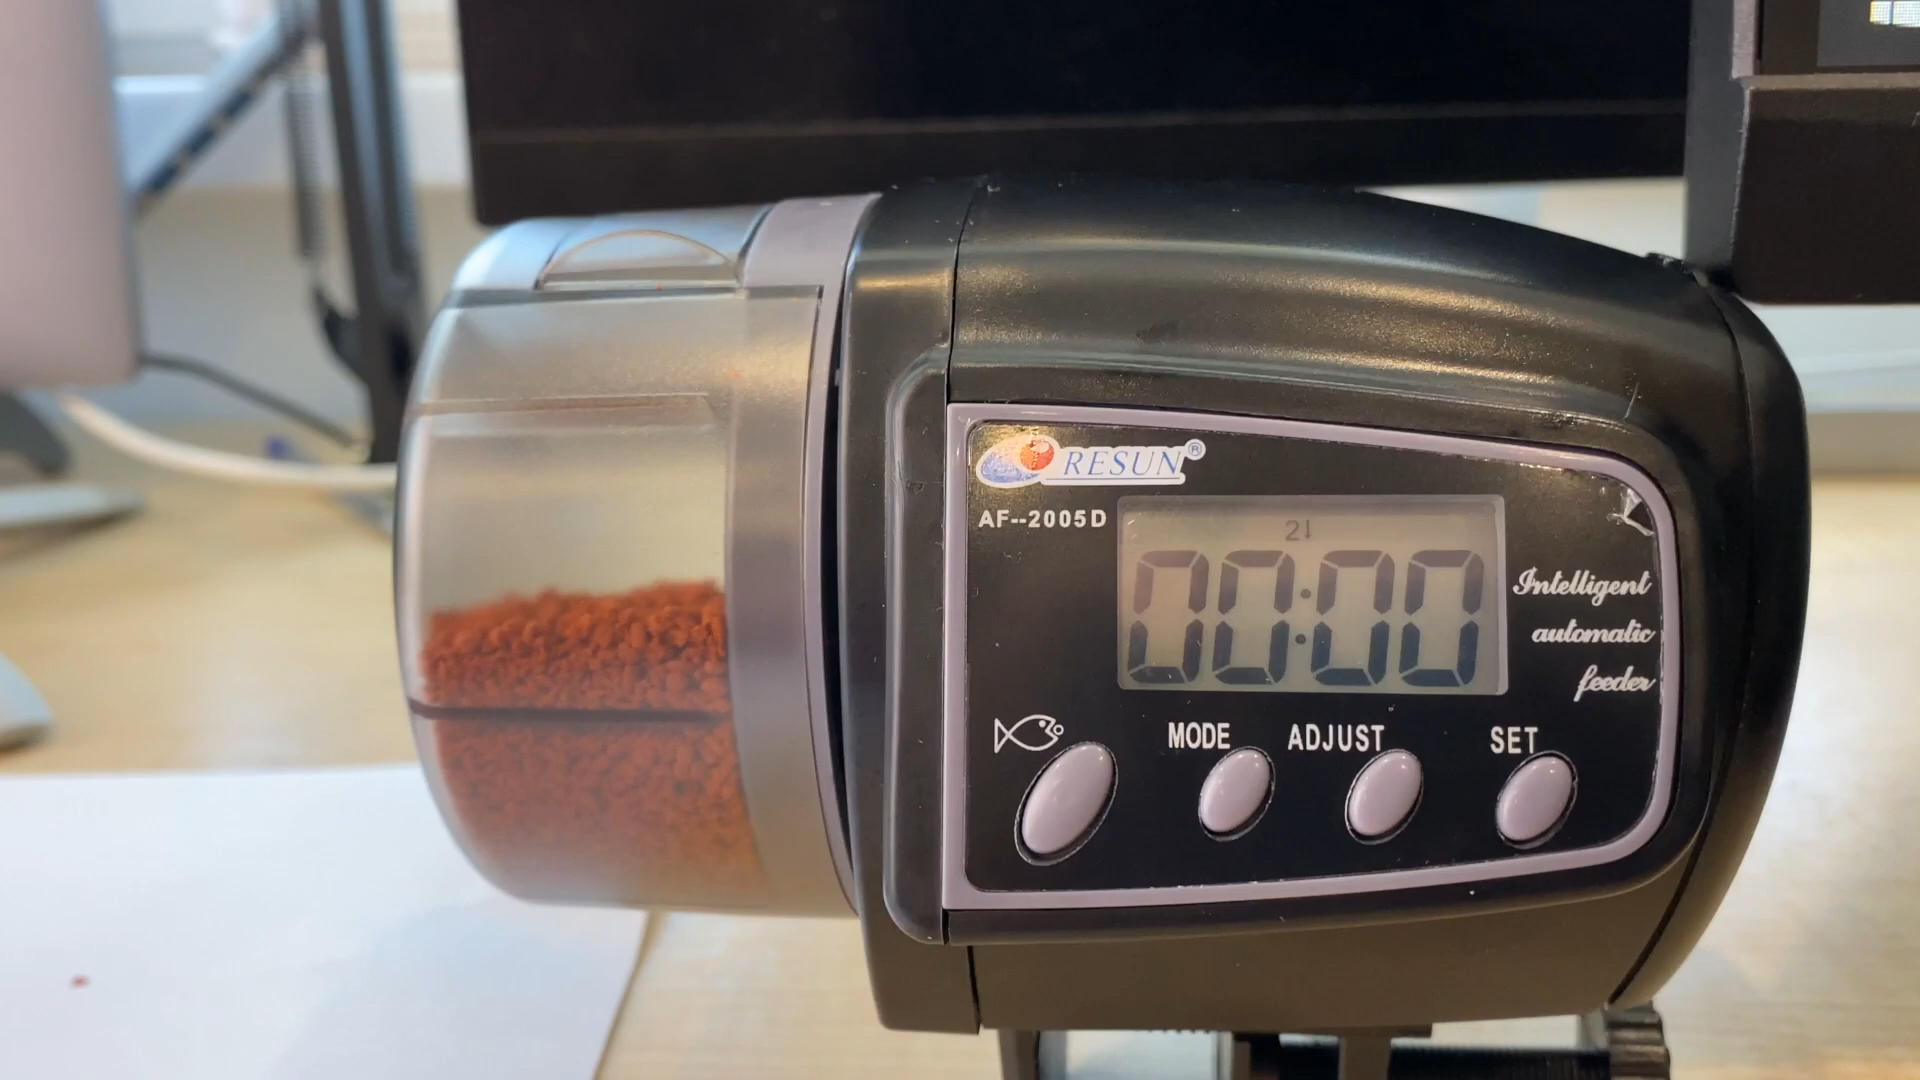 RESUN®
AF--2005D
2↓
00:00
Intelligent
automatic
feeder
MODE ADJUST SET